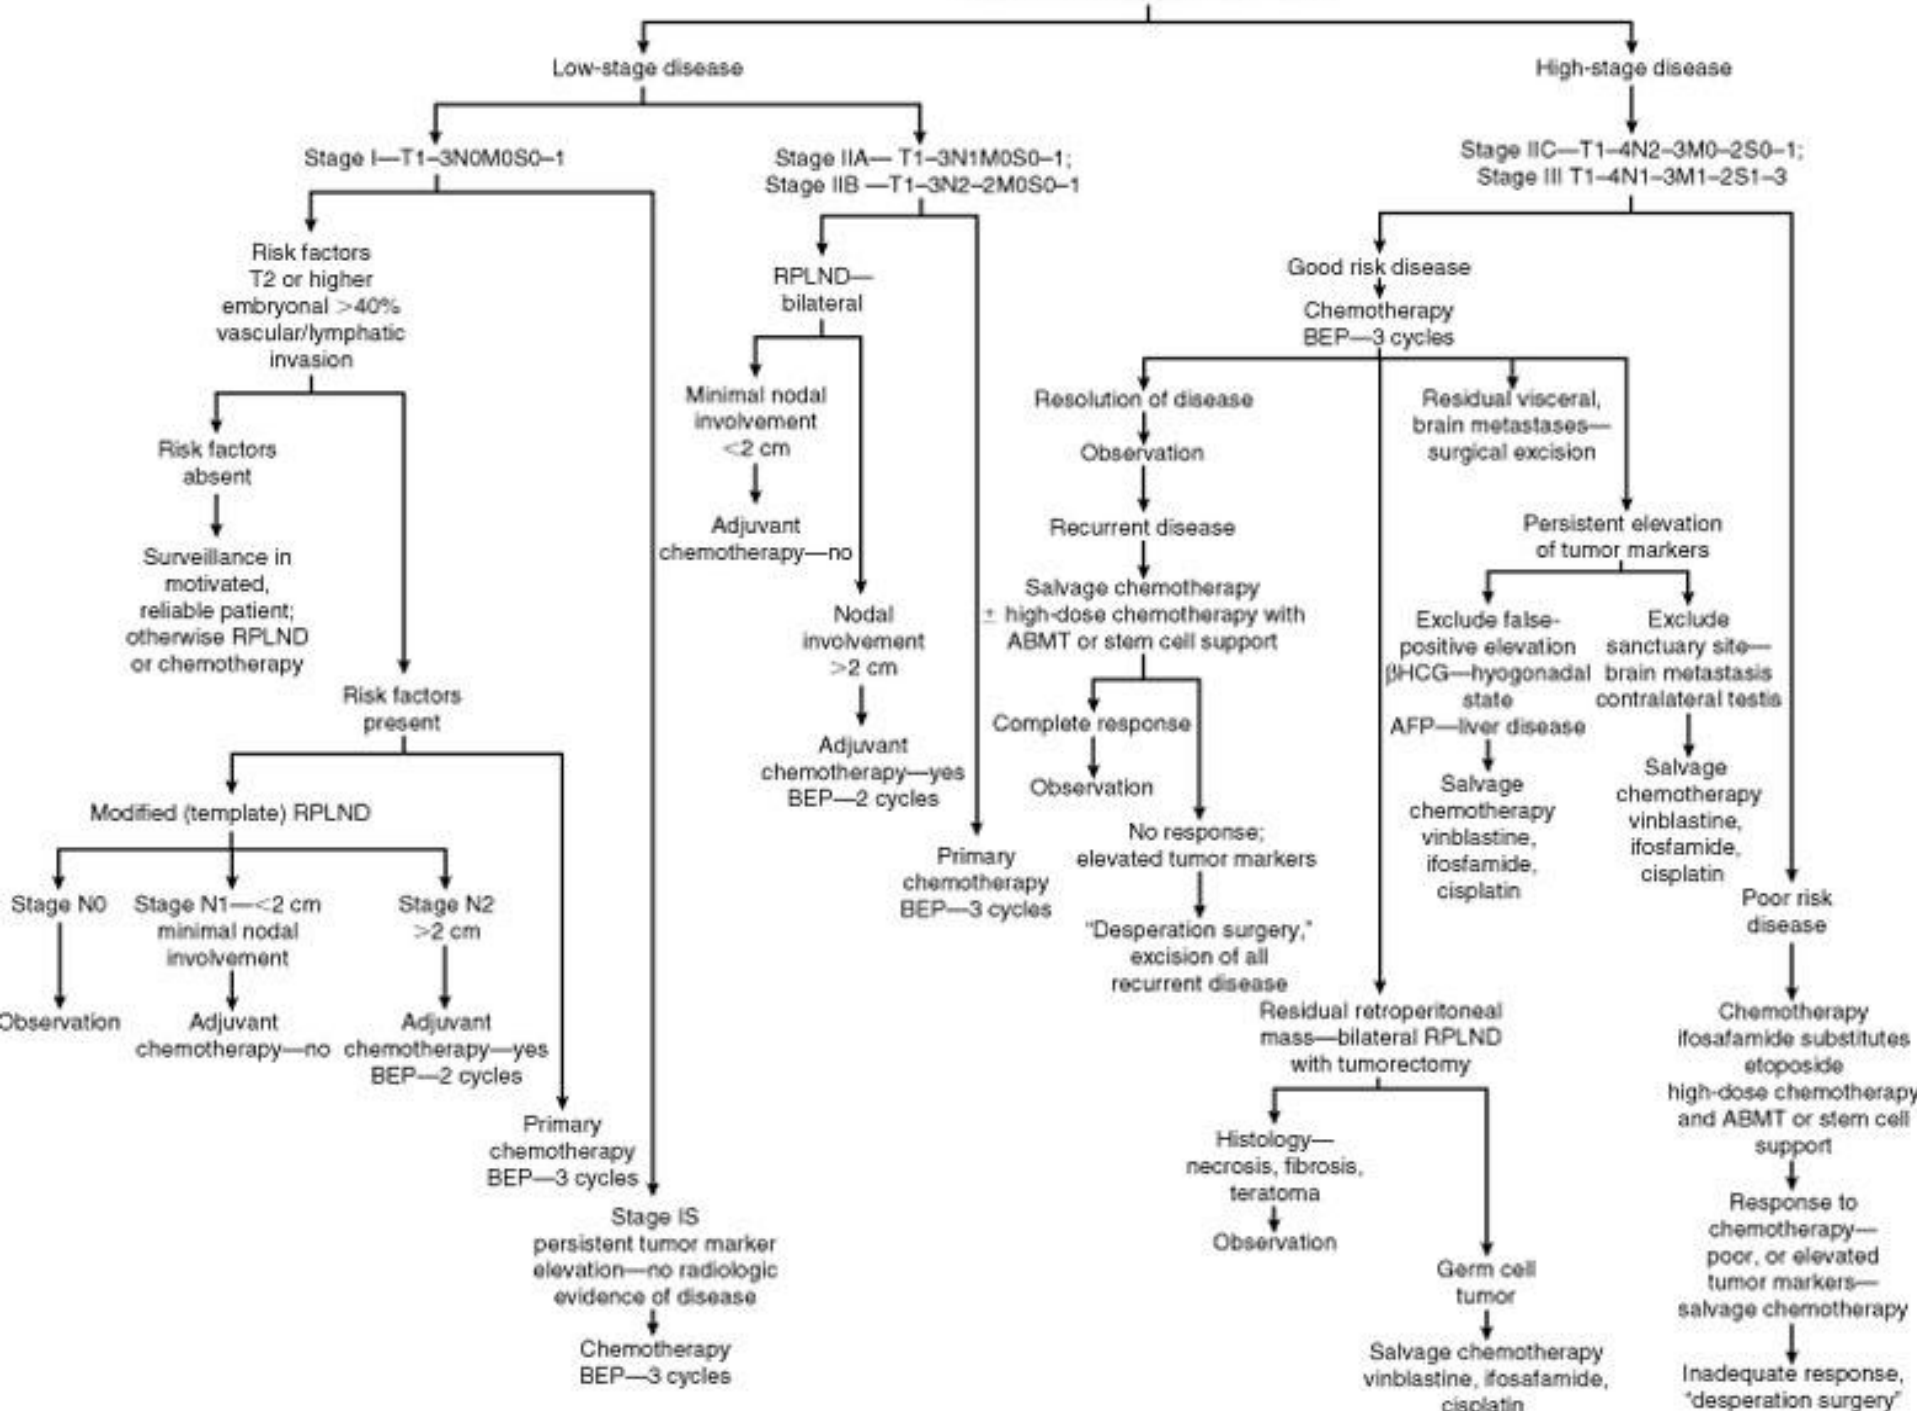 Low-stage disease
High-stage disease
Stage I—T1–3N0M0S0–1
Stage IIA— T1–3N1M0S0–1;
Stage IIB —T1–3N2–2M0S0–1
Stage IIC—T1–4N2–3M0–2S0–1;
Stage III T1–4N1–3M1–2S1–3
Risk factors
T2 or higher
embryonal >40%
vascular/lymphatic
invasion
Risk factors
absent
Surveillance in
motivated,
reliable patient;
otherwise RPLND
or chemotherapy
Risk factors
present
Modified (template) RPLND
Stage N0
Observation
Stage N1—<2 cm
minimal nodal
involvement
Adjuvant
chemotherapy—no
Stage N2
>2 cm
Adjuvant
chemotherapy—yes
BEP—2 cycles
Primary
chemotherapy
BEP—3 cycles
Stage IS
persistent tumor marker
elevation—no radiologic
evidence of disease
Chemotherapy
BEP—3 cycles
RPLND—
bilateral
Minimal nodal
involvement
<2 cm
Adjuvant
chemotherapy—no
Nodal
involvement
>2 cm
Adjuvant
chemotherapy—yes
BEP—2 cycles
Primary
chemotherapy
BEP—3 cycles
Good risk disease
Chemotherapy
BEP—3 cycles
Resolution of disease
Observation
Recurrent disease
Salvage chemotherapy
± high-dose chemotherapy with
ABMT or stem cell support
Complete response
Observation
No response;
elevated tumor markers
"Desperation surgery,"
excision of all
recurrent disease
Residual retroperitoneal
mass—bilateral RPLND
with tumorectomy
Histology—
necrosis, fibrosis,
teratoma
Observation
Germ cell
tumor
Salvage chemotherapy
vinblastine, ifosafamide,
cisplatin
Residual visceral,
brain metastases—
surgical excision
Persistent elevation
of tumor markers
Exclude false-
positive elevation
βHCG—hyogonadal
state
AFP—liver disease
Salvage
chemotherapy
vinblastine,
ifosfamide,
cisplatin
Exclude
sanctuary site—
brain metastasis
contralateral testis
Salvage
chemotherapy
vinblastine,
ifosfamide,
cisplatin
Poor risk
disease
Chemotherapy
ifosafamide substitutes
etoposide
high-dose chemotherapy
and ABMT or stem cell
support
Response to
chemotherapy—
poor, or elevated
tumor markers—
salvage chemotherapy
Inadequate response,
"desperation surgery"